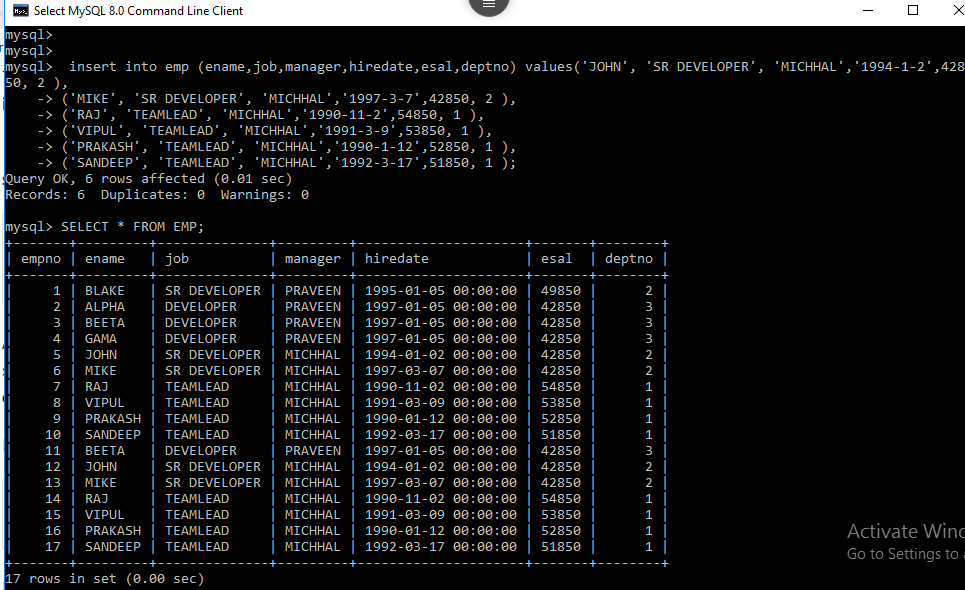 Select MySQL 8.0 Command Line Client
mysql>
mysql>
mysql>  insert into emp (ename,job,manager,hiredate,esal,deptno) values('JOHN', 'SR DEVELOPER', 'MICHHAL','1994-1-2',428
50, 2 ),
    -> ('MIKE', 'SR DEVELOPER', 'MICHHAL','1997-3-7',42850, 2 ),
    -> ('RAJ', 'TEAMLEAD', 'MICHHAL','1990-11-2',54850, 1 ),
    -> ('VIPUL', 'TEAMLEAD', 'MICHHAL','1991-3-9',53850, 1 ),
    -> ('PRAKASH', 'TEAMLEAD', 'MICHHAL','1990-1-12',52850, 1 ),
    -> ('SANDEEP', 'TEAMLEAD', 'MICHHAL','1992-3-17',51850, 1 );
Query OK, 6 rows affected (0.01 sec)
Records: 6  Duplicates: 0  Warnings: 0
mysql> SELECT * FROM EMP;
+-------+---------+--------------+---------+---------------------+-------+--------+
| empno | ename   | job          | manager | hiredate            | esal  | deptno |
+-------+---------+--------------+---------+---------------------+-------+--------+
|     1 | BLAKE   | SR DEVELOPER | PRAVEEN | 1995-01-05 00:00:00 | 49850 |      2 |
|     2 | ALPHA   | DEVELOPER    | PRAVEEN | 1997-01-05 00:00:00 | 42850 |      3 |
|     3 | BEETA   | DEVELOPER    | PRAVEEN | 1997-01-05 00:00:00 | 42850 |      3 |
|     4 | GAMA    | DEVELOPER    | PRAVEEN | 1997-01-05 00:00:00 | 42850 |      3 |
|     5 | JOHN    | SR DEVELOPER | MICHHAL | 1994-01-02 00:00:00 | 42850 |      2 |
|     6 | MIKE    | SR DEVELOPER | MICHHAL | 1997-03-07 00:00:00 | 42850 |      2 |
|     7 | RAJ     | TEAMLEAD     | MICHHAL | 1990-11-02 00:00:00 | 54850 |      1 |
|     8 | VIPUL   | TEAMLEAD     | MICHHAL | 1991-03-09 00:00:00 | 53850 |      1 |
|     9 | PRAKASH | TEAMLEAD     | MICHHAL | 1990-01-12 00:00:00 | 52850 |      1 |
|    10 | SANDEEP | TEAMLEAD     | MICHHAL | 1992-03-17 00:00:00 | 51850 |      1 |
|    11 | BEETA   | DEVELOPER    | PRAVEEN | 1997-01-05 00:00:00 | 42850 |      3 |
|    12 | JOHN    | SR DEVELOPER | MICHHAL | 1994-01-02 00:00:00 | 42850 |      2 |
|    13 | MIKE    | SR DEVELOPER | MICHHAL | 1997-03-07 00:00:00 | 42850 |      2 |
|    14 | RAJ     | TEAMLEAD     | MICHHAL | 1990-11-02 00:00:00 | 54850 |      1 |
|    15 | VIPUL   | TEAMLEAD     | MICHHAL | 1991-03-09 00:00:00 | 53850 |      1 |
|    16 | PRAKASH | TEAMLEAD     | MICHHAL | 1990-01-12 00:00:00 | 52850 |      1 |
|    17 | SANDEEP | TEAMLEAD     | MICHHAL | 1992-03-17 00:00:00 | 51850 |      1 |
+-------+---------+--------------+---------+---------------------+-------+--------+
17 rows in set (0.00 sec)
Activate Wind
Go to Settings to